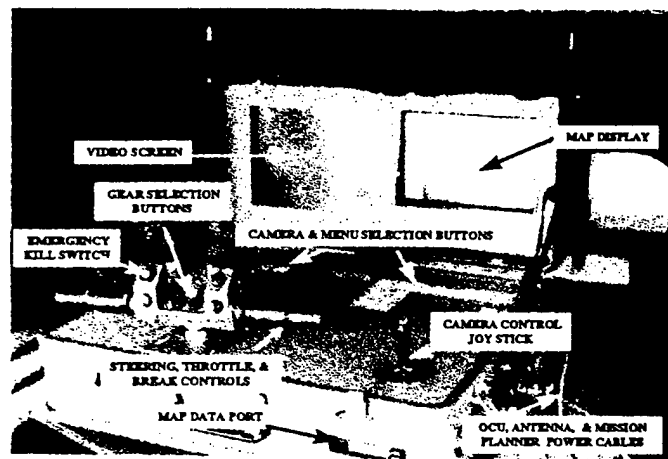 MAP DISPLAY
VIDEO SCREEN
GEAR SELECTION
BUTTONS
CAMERA & MENU SELECTION BUTTONS
EMERGENCY
KILL SWITCH
CAMERA CONTROL
JOY STICK
STEERING, THROTTLE, &
BREAK CONTROLS
MAP DATA PORT
OCU, ANTENNA, & MISSION
PLANNER POWER CABLES